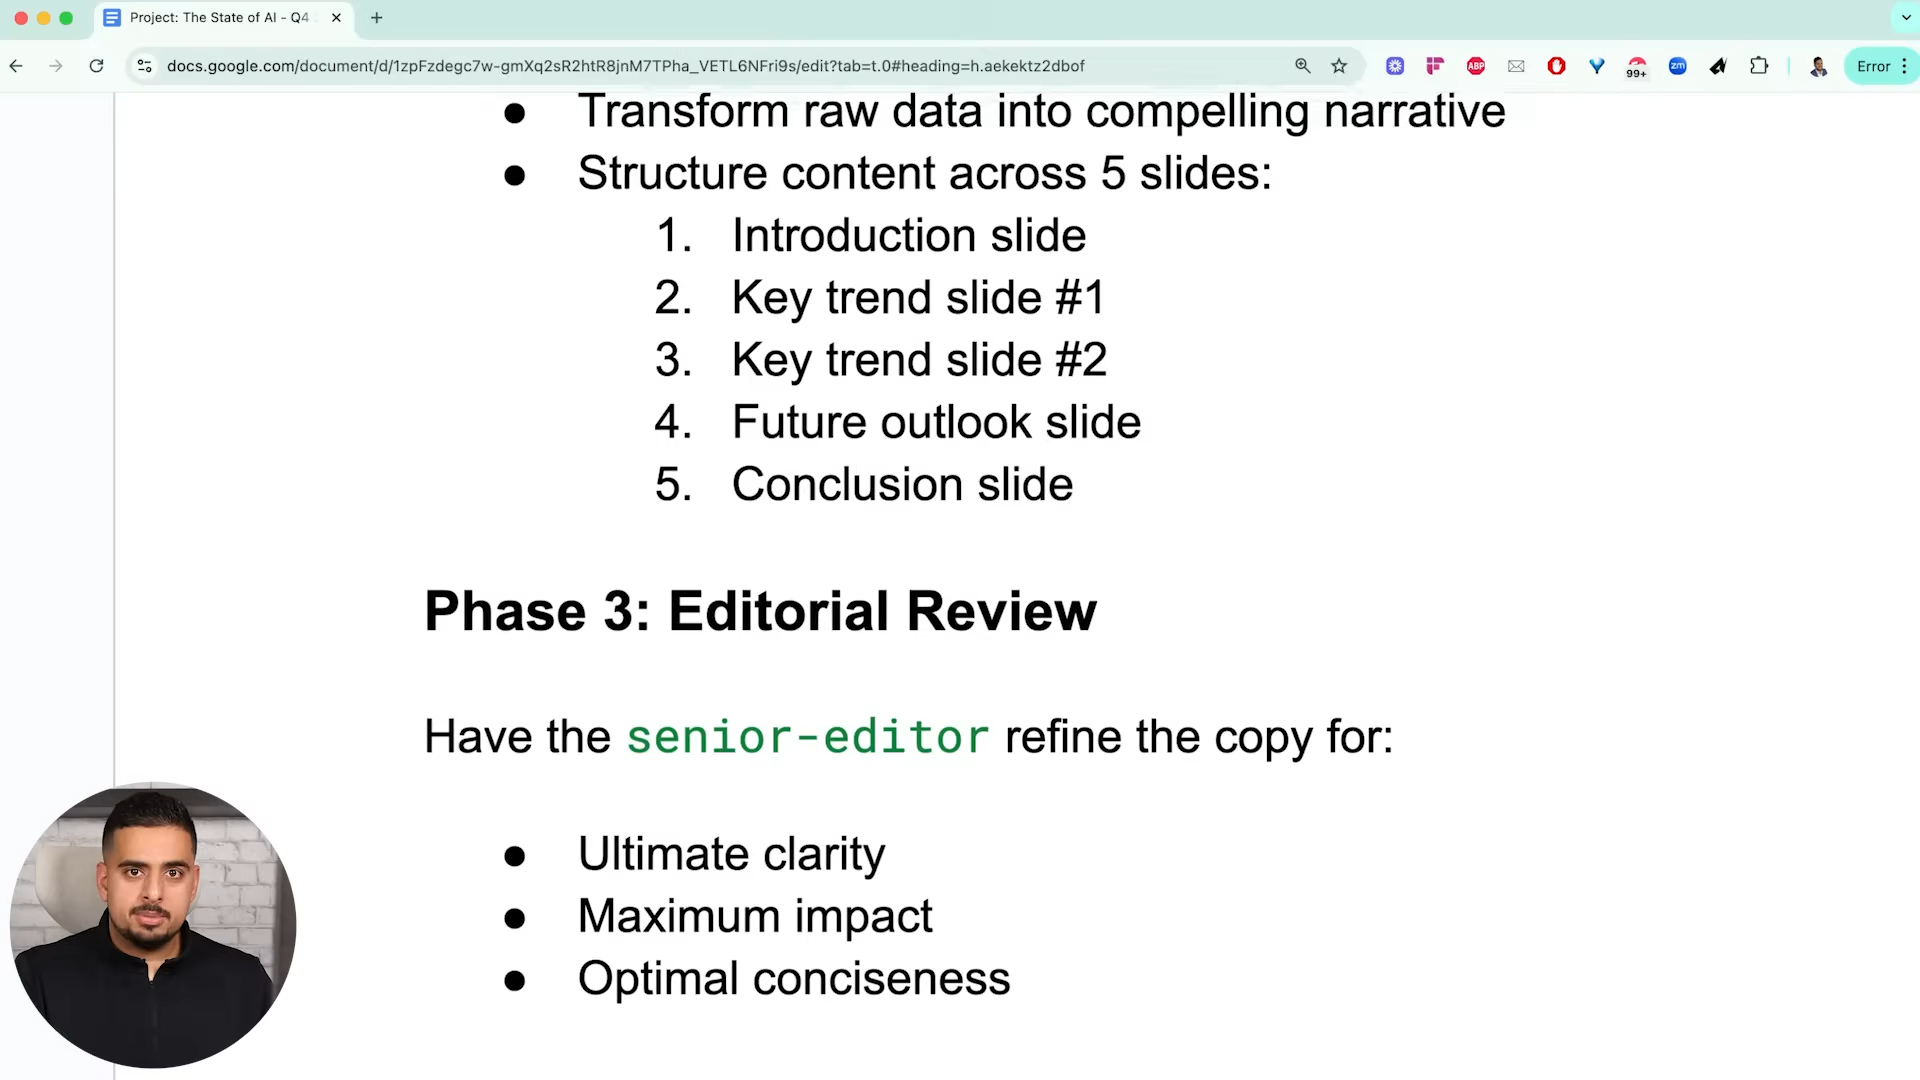 Project: The State of AI - Q4
docs.google.com/document/d/1zpFzdegc7w-gmXq2sR2htR8jnM7TPha_VETL6NFri9s/edit?tab=t.0#heading=h.aekektz2dbof
ABP
99+
zm
Error
● Transform raw data into compelling narrative
● Structure content across 5 slides:
1. Introduction slide
2. Key trend slide #1
3. Key trend slide #2
4. Future outlook slide
5. Conclusion slide
Phase 3: Editorial Review
Have the senior-editor refine the copy for:
● Ultimate clarity
● Maximum impact
● Optimal conciseness